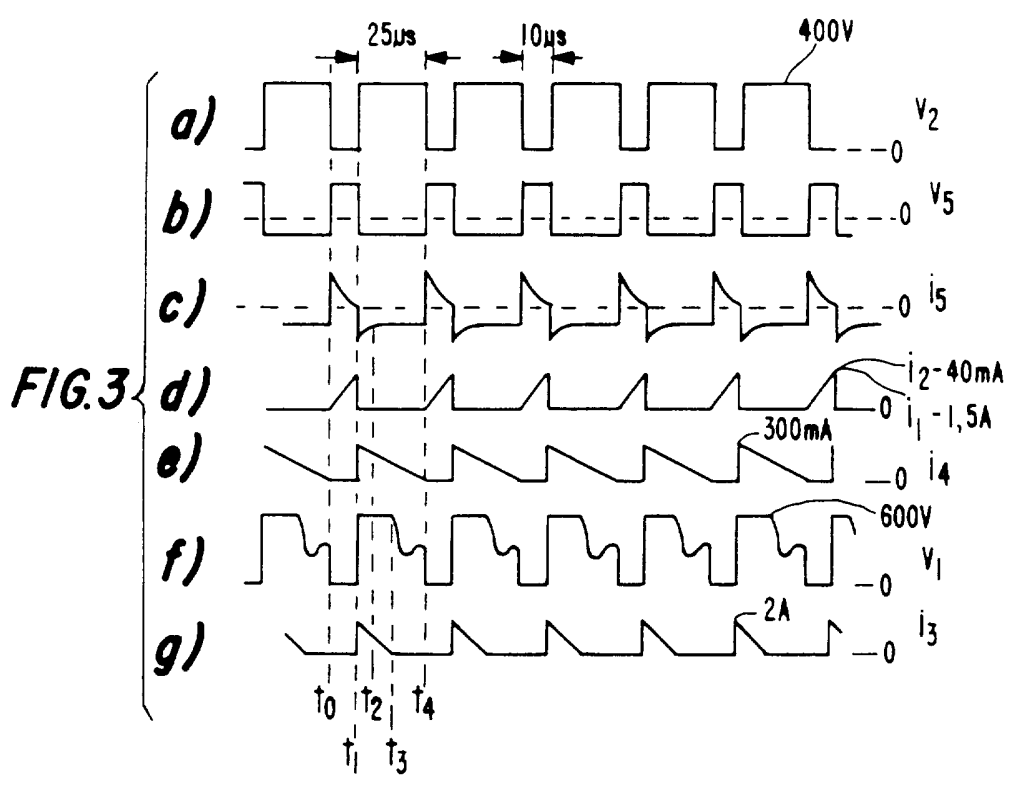 25µs
10µs
400V
a)
V2
0
b)
0
V5
c)
0
i5
FIG.3
d)
i2-40mA
0
i1-1,5A
e)
300mA
0
i4
f)
600V
V1
0
g)
2A
i3
0
t0
t2
t4
t1
t3